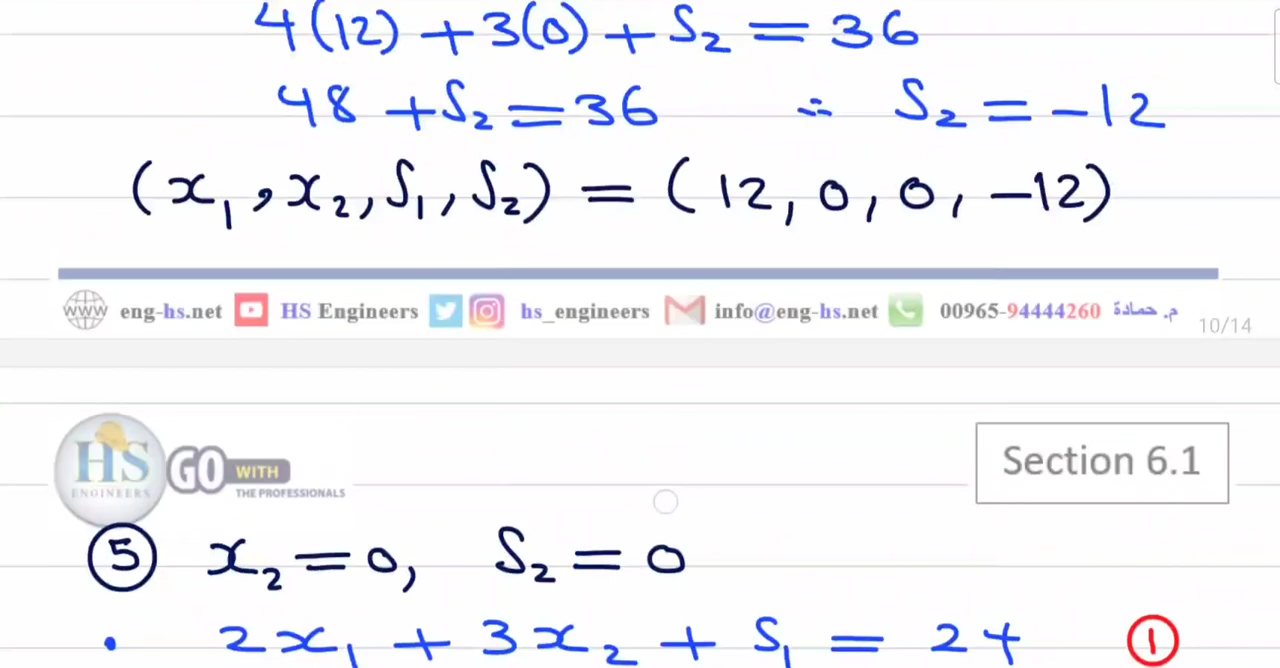 4(12) + 3(0) + S₂ = 36
48 + S₂ = 36 ∴ S₂ = -12
(x₁, x₂, S₁, S₂) = (12, 0, 0, -12)
www eng-hs.net HS Engineers hs_engineers info@eng-hs.net 00965-94444260 م. حمادة
10/14
HS
ENGINEERS
GO WITH
THE PROFESSIONALS
Section 6.1
⑤ x₂ = 0, S₂ = 0
• 2x₁ + 3x₂ + S₁ = 24 ①